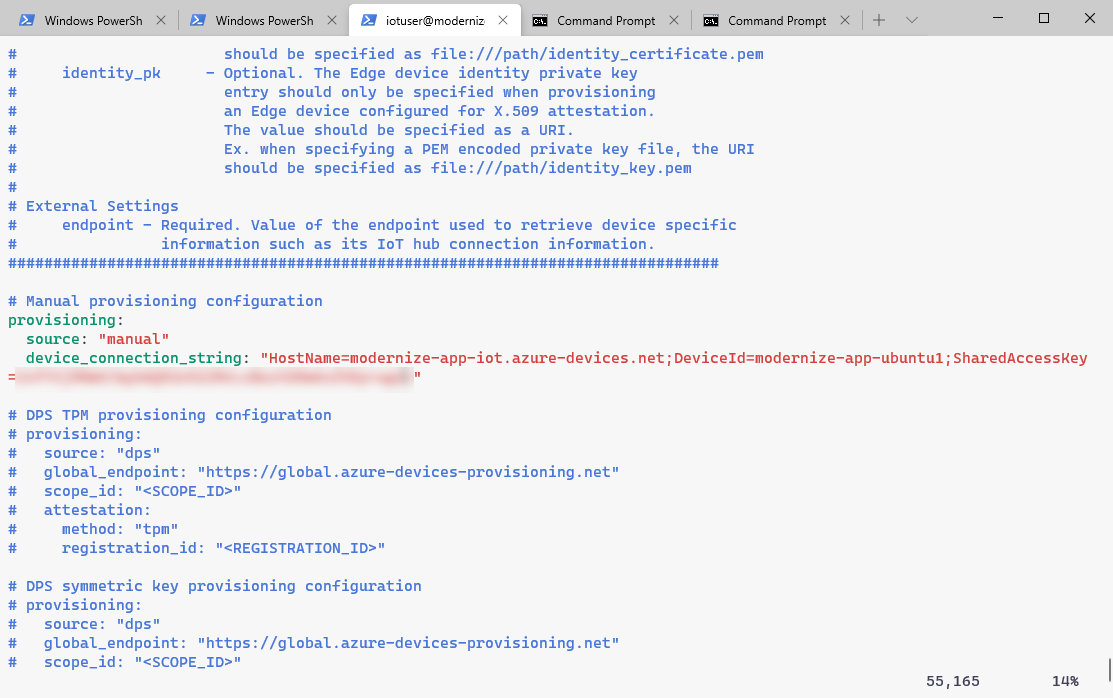 Windows PowerSh
Windows PowerSh
iotuser@moderniz
Command Prompt
Command Prompt
#                       should be specified as file:///path/identity_certificate.pem
#     identity_pk     - Optional. The Edge device identity private key
#                       entry should only be specified when provisioning
#                       an Edge device configured for X.509 attestation.
#                       The value should be specified as a URI.
#                       Ex. when specifying a PEM encoded private key file, the URI
#                       should be specified as file:///path/identity_key.pem
#
# External Settings
#     endpoint - Required. Value of the endpoint used to retrieve device specific
#                information such as its IoT hub connection information.
###############################################################################
# Manual provisioning configuration
provisioning:
  source: "manual"
  device_connection_string: "HostName=modernize-app-iot.azure-devices.net;DeviceId=modernize-app-ubuntu1;SharedAccessKey
="
# DPS TPM provisioning configuration
# provisioning:
#   source: "dps"
#   global_endpoint: "https://global.azure-devices-provisioning.net"
#   scope_id: "<SCOPE_ID>"
#   attestation:
#     method: "tpm"
#     registration_id: "<REGISTRATION_ID>"
# DPS symmetric key provisioning configuration
# provisioning:
#   source: "dps"
#   global_endpoint: "https://global.azure-devices-provisioning.net"
#   scope_id: "<SCOPE_ID>"
55,165        14%